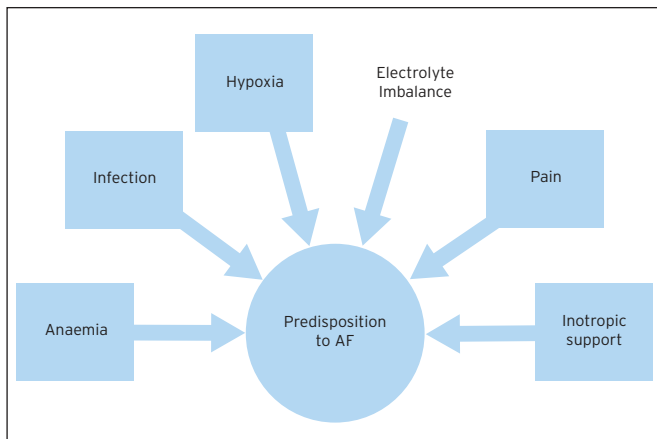 Hypoxia
Electrolyte
Imbalance
Infection
Pain
Anaemia
Predisposition
to AF
Inotropic
support